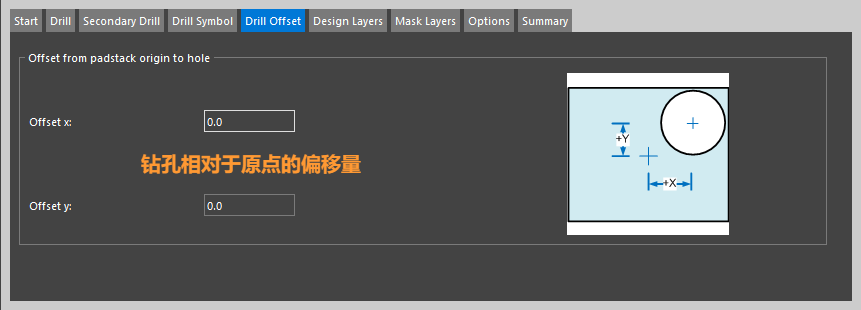 Start Drill Secondary Drill Drill Symbol Drill Offset Design Layers Mask Layers Options Summary
Offset from padstack origin to hole
Offset x: 0.0
钻孔相对于原点的偏移量
Offset y: 0.0
+Y
+X